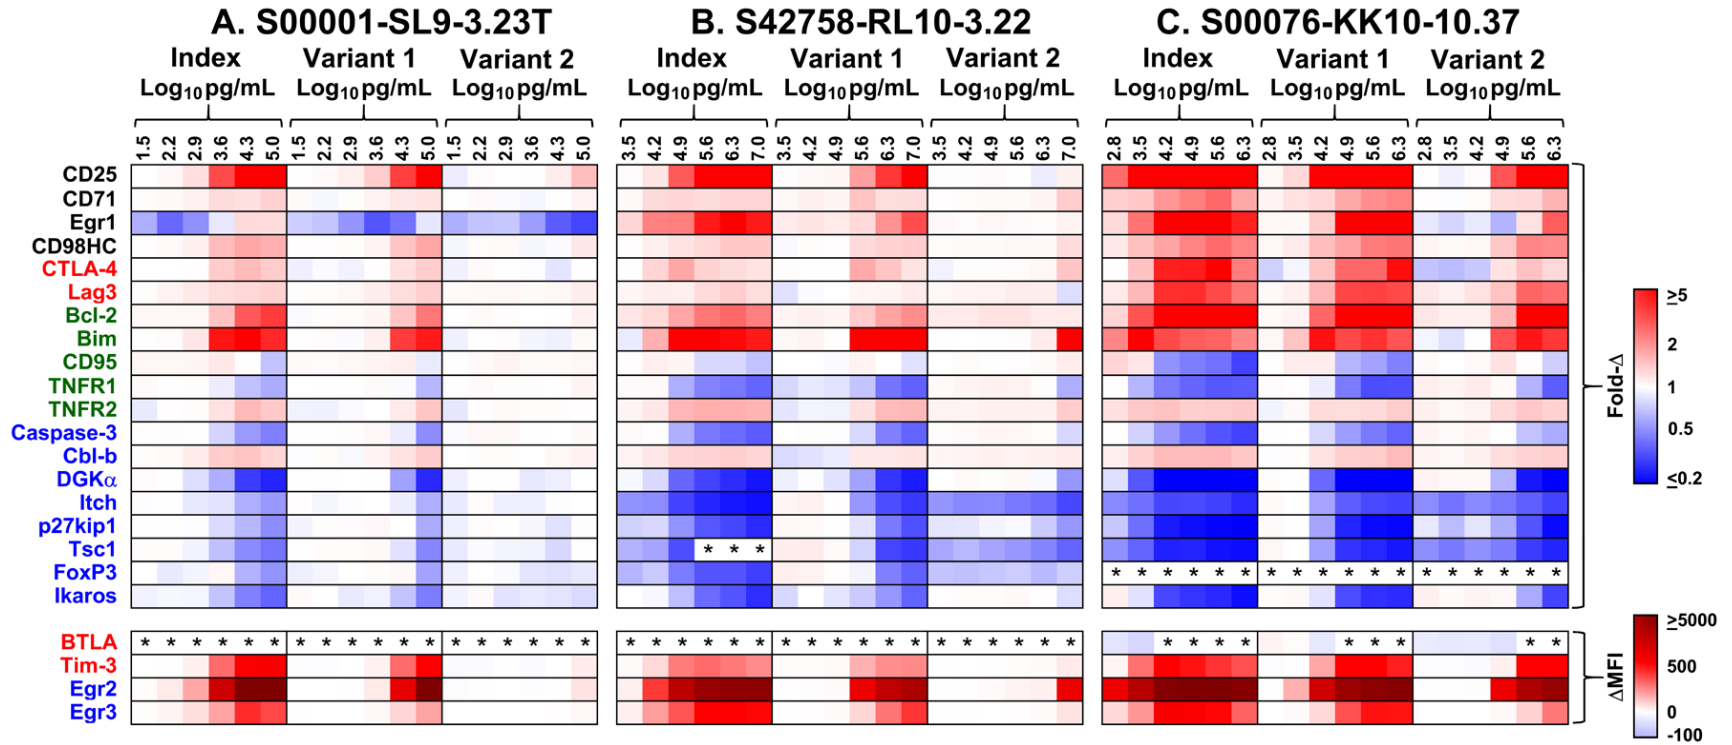 A. S00001-SL9-3.23T
B. S42758-RL10-3.22
C. S00076-KK10-10.37
Index Variant 1 Variant 2 Index Variant 1 Variant 2 Index Variant 1 Variant 2
Log10 pg/mL Log10 pg/mL Log10 pg/mL Log10 pg/mL Log10 pg/mL Log10 pg/mL Log10 pg/mL Log10 pg/mL Log10 pg/mL
1.5 2.2 2.9 3.6 4.3 5.0 1.5 2.2 2.9 3.6 4.3 5.0 1.5 2.2 2.9 3.6 4.3 5.0 3.5 4.2 4.9 5.6 6.3 7.0 3.5 4.2 4.9 5.6 6.3 7.0 3.5 4.2 4.9 5.6 6.3 7.0 2.8 3.5 4.2 4.9 5.6 6.3 2.8 3.5 4.2 4.9 5.6 6.3 2.8 3.5 4.2 4.9 5.6 6.3
CD25
CD71
Egr1
CD98HC
CTLA-4
Lag3
Bcl-2
Bim
CD95
TNFR1
TNFR2
Caspase-3
Cbl-b
DGKα
Itch
p27kip1
Tsc1 * * *
FoxP3 * * * * * * * * * * * * * * * * * *
Ikaros
BTLA * * * * * * * * * * * * * * * * * * * * * * * * * * * * * * * * * * * * * * * * * * * * *
Tim-3
Egr2
Egr3
Fold-Δ
≥5
2
1
0.5
≤0.2
ΔMFI
≥5000
500
0
-100